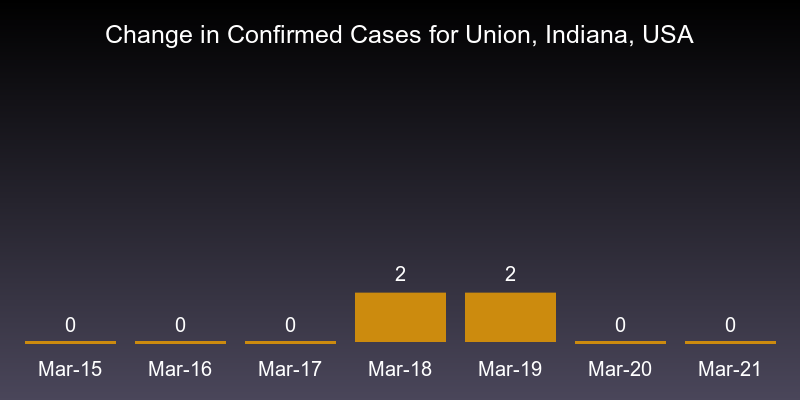 Change in Confirmed Cases for Union, Indiana, USA
0 0 0 2 2 0 0
Mar-15 Mar-16 Mar-17 Mar-18 Mar-19 Mar-20 Mar-21